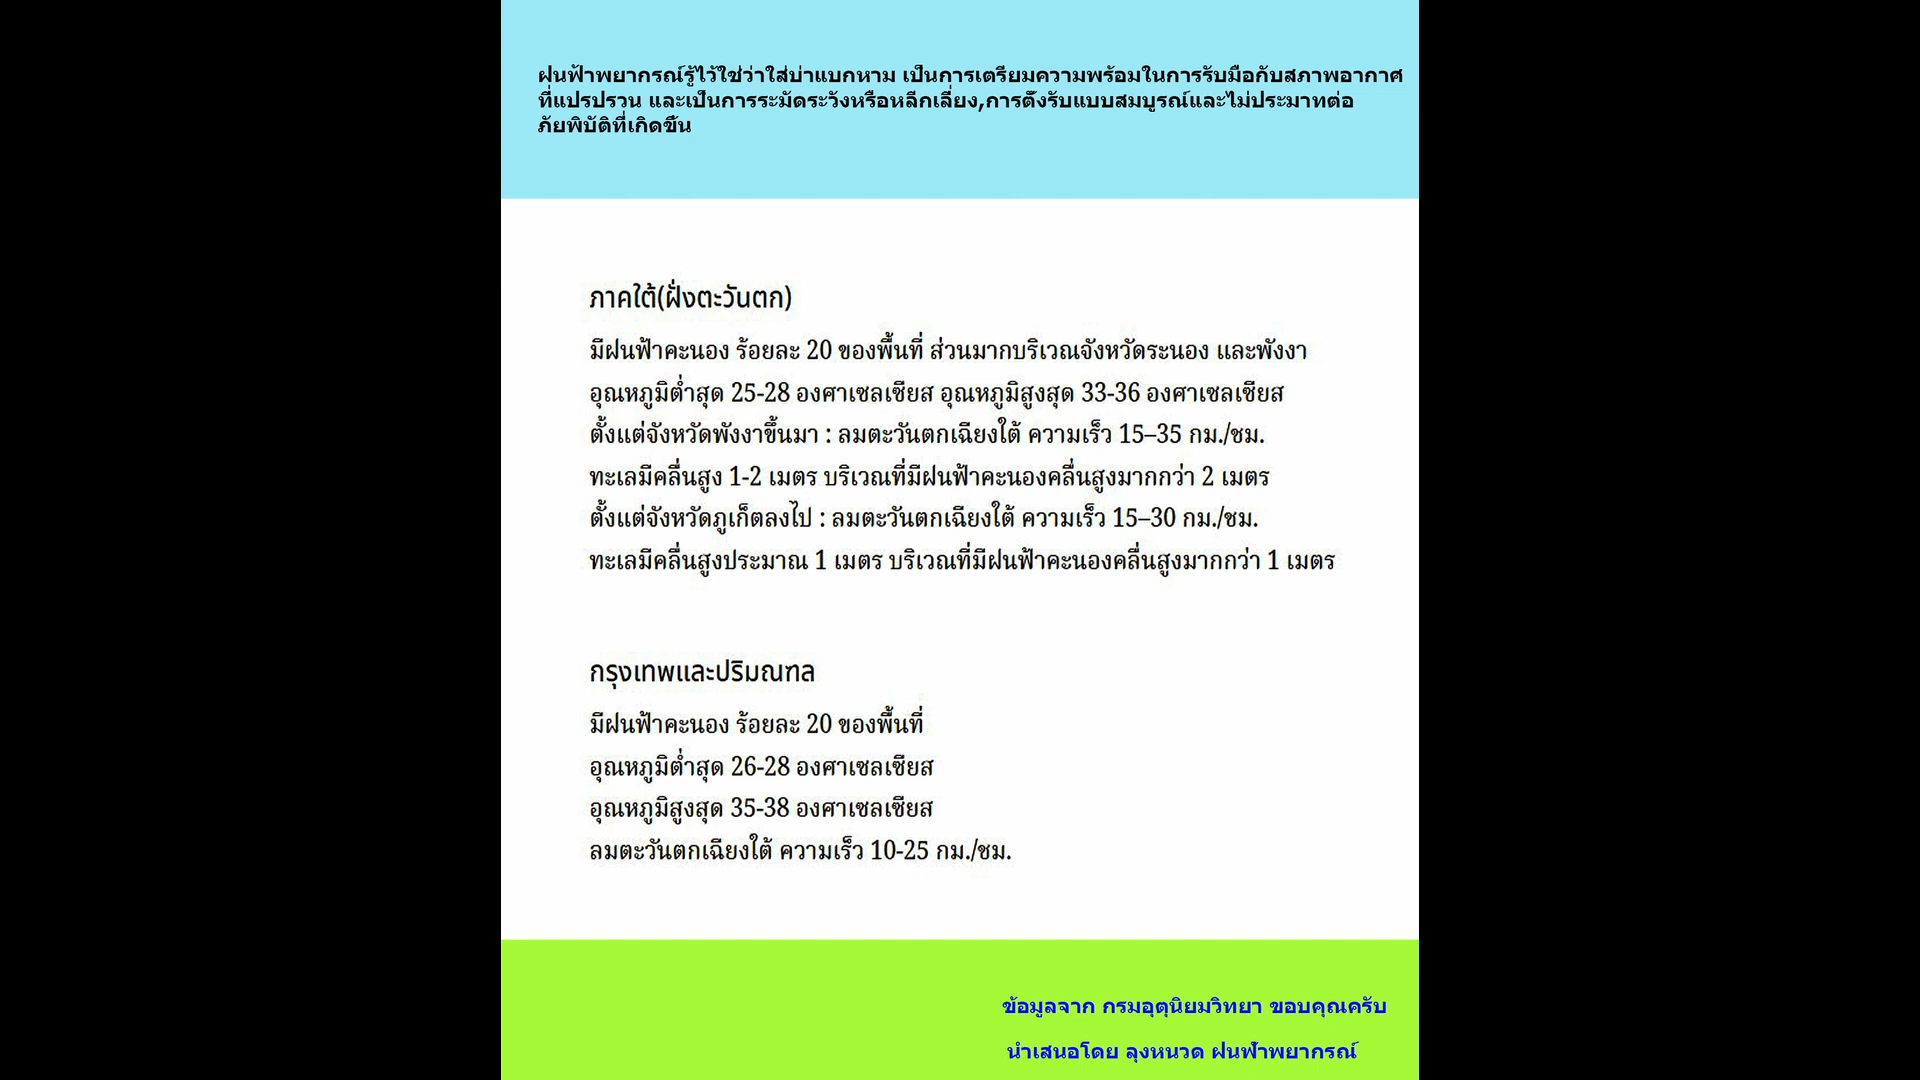 ฝนฟ้าพยากรณ์รู้ไว้ใช่ว่าใส่บ่าแบกหาม เป็นการเตรียมความพร้อมในการรับมือกับสภาพอากาศ
ที่แปรปรวน และเป็นการระมัดระวังหรือหลีกเลี่ยง,การตั้งรับแบบสมบูรณ์และไม่ประมาทต่อ
ภัยพิบัติที่เกิดขึ้น
ภาคใต้(ฝั่งตะวันตก)
มีฝนฟ้าคะนอง ร้อยละ 20 ของพื้นที่ ส่วนมากบริเวณจังหวัดระนอง และพังงา
อุณหภูมิต่ำสุด 25-28 องศาเซลเซียส อุณหภูมิสูงสุด 33-36 องศาเซลเซียส
ตั้งแต่จังหวัดพังงาขึ้นมา : ลมตะวันตกเฉียงใต้ ความเร็ว 15–35 กม./ชม.
ทะเลมีคลื่นสูง 1-2 เมตร บริเวณที่มีฝนฟ้าคะนองคลื่นสูงมากกว่า 2 เมตร
ตั้งแต่จังหวัดภูเก็ตลงไป : ลมตะวันตกเฉียงใต้ ความเร็ว 15–30 กม./ชม.
ทะเลมีคลื่นสูงประมาณ 1 เมตร บริเวณที่มีฝนฟ้าคะนองคลื่นสูงมากกว่า 1 เมตร
กรุงเทพและปริมณฑล
มีฝนฟ้าคะนอง ร้อยละ 20 ของพื้นที่
อุณหภูมิต่ำสุด 26-28 องศาเซลเซียส
อุณหภูมิสูงสุด 35-38 องศาเซลเซียส
ลมตะวันตกเฉียงใต้ ความเร็ว 10-25 กม./ชม.
ข้อมูลจาก กรมอุตุนิยมวิทยา ขอบคุณครับ
นำเสนอโดย ลุงหนวด ฝนฟ้าพยากรณ์